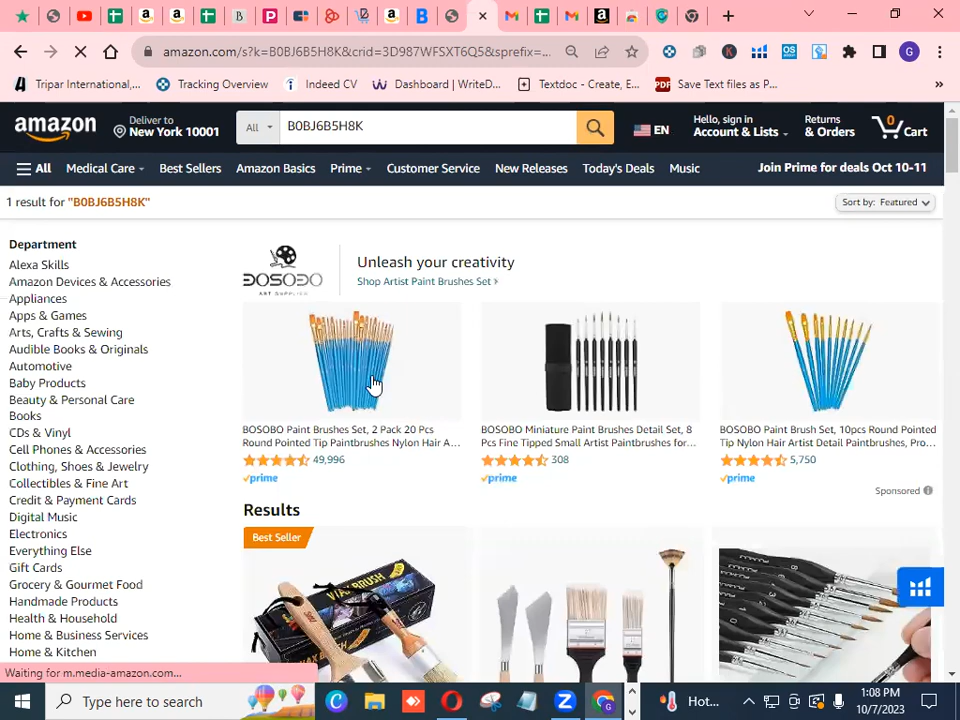 amazon.com/s?k=B0BJ6B5H8K&crid=3D987WFSXT6Q5&sprefix=...
Tripar International,...
Tracking Overview
Indeed CV
Dashboard | WriteD...
Textdoc - Create, E...
Save Text files as P...
amazon
Deliver to
New York 10001
All
B0BJ6B5H8K
EN
Hello, sign in
Account & Lists
Returns
& Orders
0
Cart
All
Medical Care
Best Sellers
Amazon Basics
Prime
Customer Service
New Releases
Today's Deals
Music
Join Prime for deals Oct 10-11
1 result for "B0BJ6B5H8K"
Sort by: Featured
Department
Alexa Skills
Amazon Devices & Accessories
Appliances
Apps & Games
Arts, Crafts & Sewing
Audible Books & Originals
Automotive
Baby Products
Beauty & Personal Care
Books
CDs & Vinyl
Cell Phones & Accessories
Clothing, Shoes & Jewelry
Collectibles & Fine Art
Credit & Payment Cards
Digital Music
Electronics
Everything Else
Gift Cards
Grocery & Gourmet Food
Handmade Products
Health & Household
Home & Business Services
Home & Kitchen
BOSOBO
ART SUPPLIER
Unleash your creativity
Shop Artist Paint Brushes Set ›
BOSOBO Paint Brushes Set, 2 Pack 20 Pcs
Round Pointed Tip Paintbrushes Nylon Hair A...
49,996
prime
BOSOBO Miniature Paint Brushes Detail Set, 8
Pcs Fine Tipped Small Artist Paintbrushes for...
308
prime
BOSOBO Paint Brush Set, 10pcs Round Pointed
Tip Nylon Hair Artist Detail Paintbrushes, Pro...
5,750
prime
Sponsored
Results
Best Seller
WAX BRUSH
Waiting for m.media-amazon.com...
Type here to search
Hot...
1:08 PM
10/7/2023